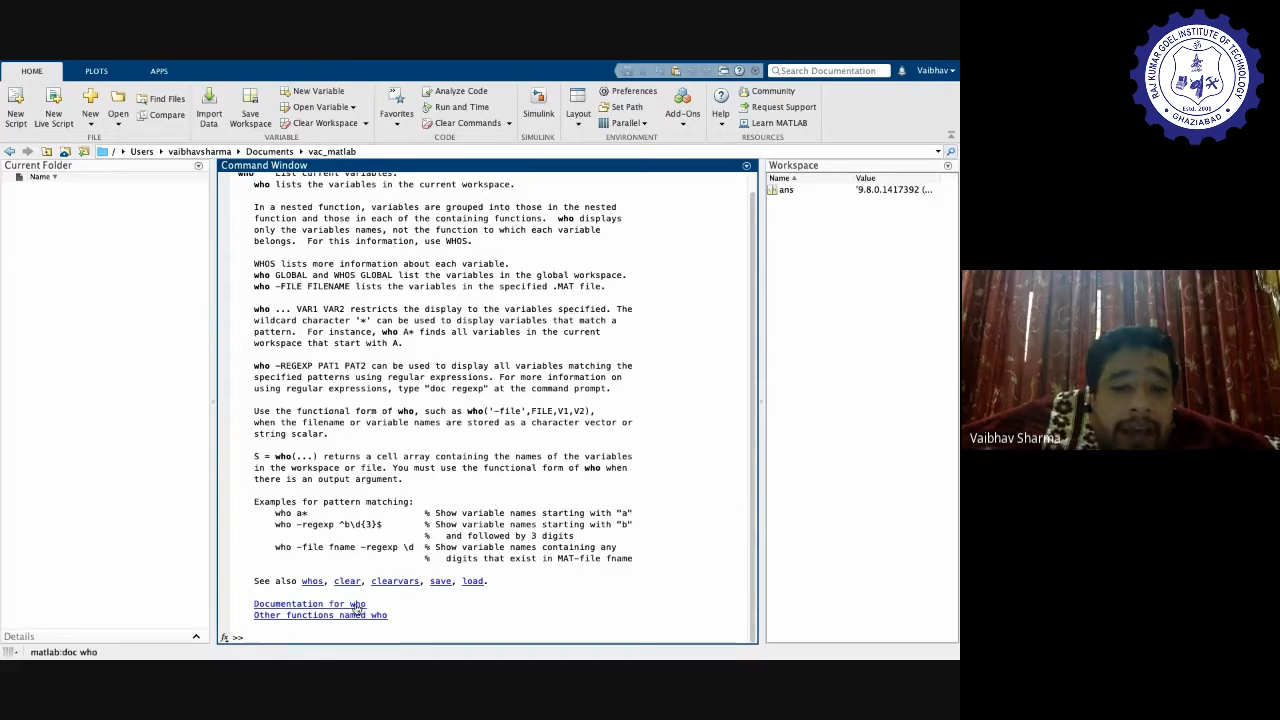 HOME PLOTS APPS
Search Documentation
Vaibhav
New Script
New Live Script
New
Open
Find Files
Compare
FILE
Import Data
Save Workspace
New Variable
Open Variable
Clear Workspace
VARIABLE
Favorites
Analyze Code
Run and Time
Clear Commands
CODE
Simulink
SIMULINK
Layout
Preferences
Set Path
Parallel
Add-Ons
ENVIRONMENT
Help
Community
Request Support
Learn MATLAB
RESOURCES
/ Users vaibhavsharma Documents vac_matlab
Current Folder
Name
Details
Command Window
who List current variables.
who lists the variables in the current workspace.
In a nested function, variables are grouped into those in the nested
function and those in each of the containing functions. who displays
only the variables names, not the function to which each variable
belongs. For this information, use WHOS.
WHOS lists more information about each variable.
who GLOBAL and WHOS GLOBAL list the variables in the global workspace.
who -FILE FILENAME lists the variables in the specified .MAT file.
who ... VAR1 VAR2 restricts the display to the variables specified. The
wildcard character '*' can be used to display variables that match a
pattern. For instance, who A* finds all variables in the current
workspace that start with A.
who -REGEXP PAT1 PAT2 can be used to display all variables matching the
specified patterns using regular expressions. For more information on
using regular expressions, type "doc regexp" at the command prompt.
Use the functional form of who, such as who('-file',FILE,V1,V2),
when the filename or variable names are stored as a character vector or
string scalar.
S = who(...) returns a cell array containing the names of the variables
in the workspace or file. You must use the functional form of who when
there is an output argument.
Examples for pattern matching:
who a* % Show variable names starting with "a"
who -regexp ^b\d{3}$ % Show variable names starting with "b"
% and followed by 3 digits
who -file fname -regexp \d % Show variable names containing any
% digits that exist in MAT-file fname
See also whos, clear, clearvars, save, load.
Documentation for who
Other functions named who
fx >>
Workspace
Name Value
ans '9.8.0.1417392 (...
matlab:doc who
RAJ KUMAR GOEL INSTITUTE OF TECHNOLOGY
Estd. 2001
GHAZIABAD
Vaibhav Sharma